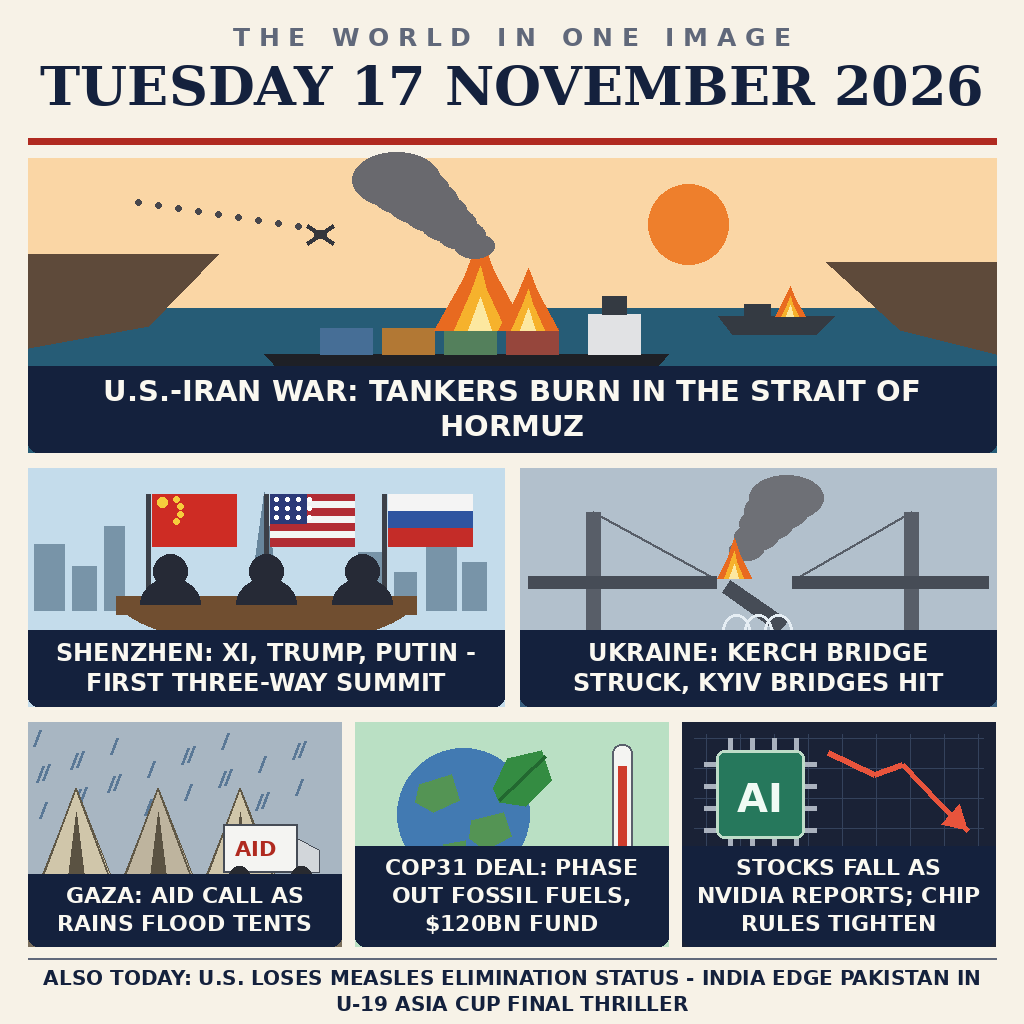 THE WORLD IN ONE IMAGE
TUESDAY 17 NOVEMBER 2026
U.S.-IRAN WAR: TANKERS BURN IN THE STRAIT OF
HORMUZ
SHENZHEN: XI, TRUMP, PUTIN -
FIRST THREE-WAY SUMMIT
UKRAINE: KERCH BRIDGE
STRUCK, KYIV BRIDGES HIT
AID
GAZA: AID CALL AS
RAINS FLOOD TENTS
COP31 DEAL: PHASE
OUT FOSSIL FUELS,
$120BN FUND
AI
STOCKS FALL AS
NVIDIA REPORTS; CHIP
RULES TIGHTEN
ALSO TODAY: U.S. LOSES MEASLES ELIMINATION STATUS - INDIA EDGE PAKISTAN IN
U-19 ASIA CUP FINAL THRILLER